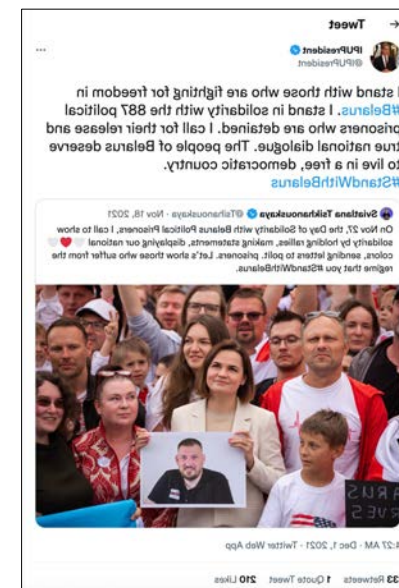 Tweet
IPUPresident
@IPUPresident
I stand with those who are fighting for freedom in
#Belarus. I stand in solidarity with the 887 political
prisoners who are detained. I call for their release and
true national dialogue. The people of Belarus deserve
to live in a free, democratic country.
#StandWithBelarus
Sviatlana Tsikhanouskaya @Tsihanouskaya · Nov 18, 2021
On Nov 27, the Day of Solidarity with Belarus Political Prisoners, I call to show
solidarity by holding rallies, making statements, displaying our national 🤍❤️🤍
colors, sending letters to polit. prisoners. Let's show those who suffer from the
regime that you #StandWithBelarus.
ARUS
RVES
4:27 AM · Dec 1, 2021 · Twitter Web App
33 Retweets 1 Quote Tweet 210 Likes